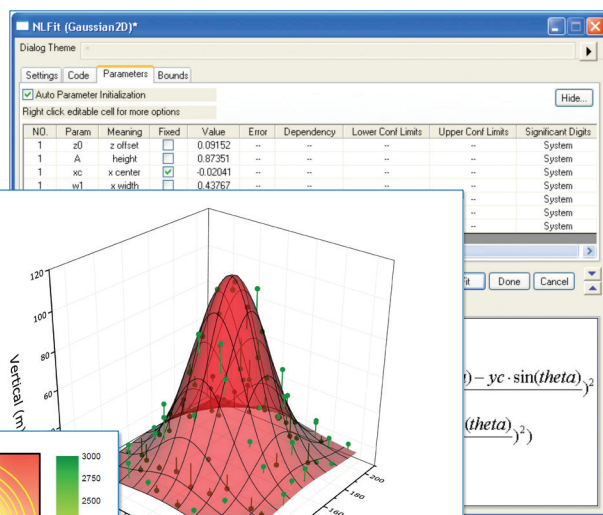 NLFit (Gaussian2D)*
Dialog Theme *
Settings Code Parameters Bounds
Auto Parameter Initialization
Hide...
Right click editable cell for more options
NO. Param Meaning Fixed Value Error Dependency Lower Conf Limits Upper Conf Limits Significant Digits
1 z0 z offset 0.09152 -- -- -- -- System
1 A height 0.87351 -- -- -- -- System
1 xc x center -0.02041 -- -- -- -- System
1 w1 x width 0.43767 -- -- -- -- System
-- System
-- System
-- System
Done Cancel
120
100
80
60
Vertical (m)
200
180
160
) – yc · sin(theta)
)²
(theta)
)²)
3000
2750
2500